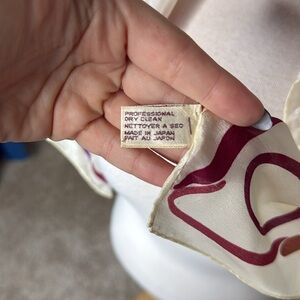 PROFESSIONAL
DRY CLEAN
NETTOYER A SEC
MADE IN JAPAN
FAIT AU JAPON